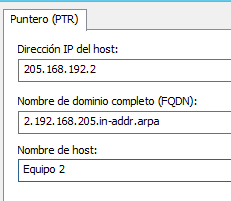 Puntero (PTR)
Dirección IP del host:
205.168.192.2
Nombre de dominio completo (FQDN):
2.192.168.205.in-addr.arpa
Nombre de host:
Equipo 2